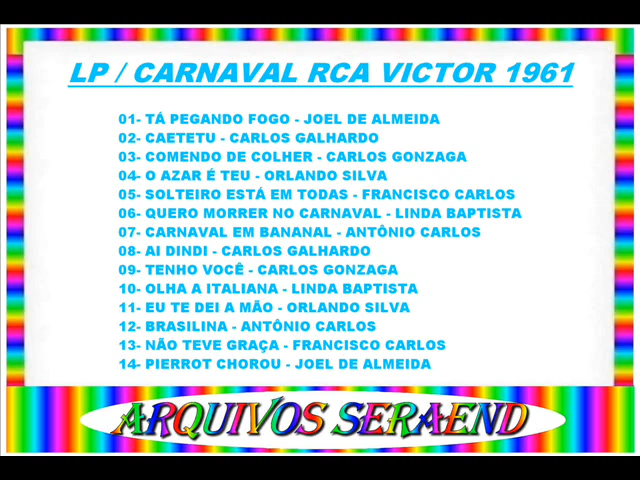 LP / CARNAVAL RCA VICTOR 1961
01- TÁ PEGANDO FOGO - JOEL DE ALMEIDA
02- CAETETU - CARLOS GALHARDO
03- COMENDO DE COLHER - CARLOS GONZAGA
04- O AZAR É TEU - ORLANDO SILVA
05- SOLTEIRO ESTÁ EM TODAS - FRANCISCO CARLOS
06- QUERO MORRER NO CARNAVAL - LINDA BAPTISTA
07- CARNAVAL EM BANANAL - ANTÔNIO CARLOS
08- AI DINDI - CARLOS GALHARDO
09- TENHO VOCÊ - CARLOS GONZAGA
10- OLHA A ITALIANA - LINDA BAPTISTA
11- EU TE DEI A MÃO - ORLANDO SILVA
12- BRASILINA - ANTÔNIO CARLOS
13- NÃO TEVE GRAÇA - FRANCISCO CARLOS
14- PIERROT CHOROU - JOEL DE ALMEIDA
ARQUIVOS SERAEND